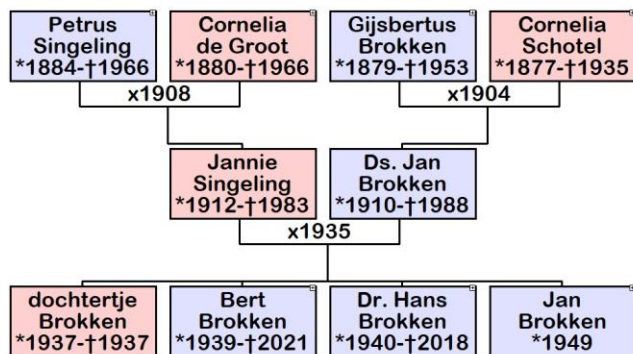 Petrus
Singeling
*1884-†1966
Cornelia
de Groot
*1880-†1966
Gijsbertus
Brokken
*1879-†1953
Cornelia
Schotel
*1877-†1935
x1908
x1904
Jannie
Singeling
*1912-†1983
Ds. Jan
Brokken
*1910-†1988
x1935
dochtertje
Brokken
*1937-†1937
Bert
Brokken
*1939-†2021
Dr. Hans
Brokken
*1940-†2018
Jan
Brokken
*1949